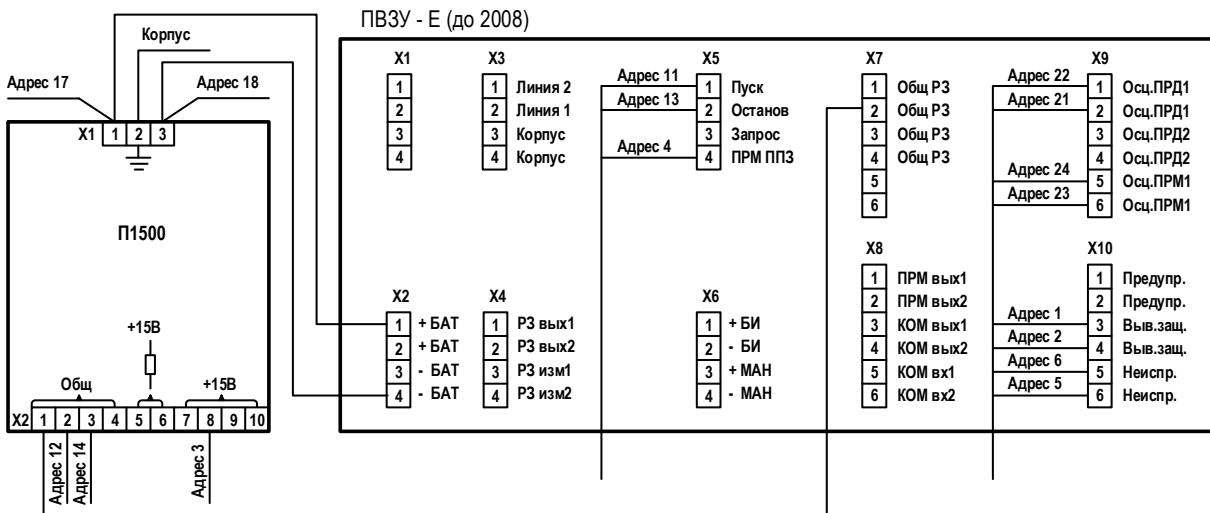 ПВЗУ - Е (до 2008)
Корпус
Адрес 17
Адрес 18
X1 1 2 3
П1500
+15В
Общ
+15В
X2 1 2 3 4 5 6 7 8 9 10
Адрес 12
Адрес 14
Адрес 3
X1
1
2
3
4
X3
1 Линия 2
2 Линия 1
3 Корпус
4 Корпус
X5
Адрес 11 1 Пуск
Адрес 13 2 Останов
3 Запрос
Адрес 4 4 ПРМ ППЗ
X7
1 Общ РЗ
2 Общ РЗ
3 Общ РЗ
4 Общ РЗ
5
6
X9
Адрес 22 1 Осц.ПРД1
Адрес 21 2 Осц.ПРД1
3 Осц.ПРД2
4 Осц.ПРД2
Адрес 24 5 Осц.ПРМ1
Адрес 23 6 Осц.ПРМ1
X2
1 + БАТ
2 + БАТ
3 - БАТ
4 - БАТ
X4
1 РЗ вых1
2 РЗ вых2
3 РЗ изм1
4 РЗ изм2
X6
1 + БИ
2 - БИ
3 + МАН
4 - МАН
X8
1 ПРМ вых1
2 ПРМ вых2
3 КОМ вых1
4 КОМ вых2
5 КОМ вх1
6 КОМ вх2
X10
1 Предупр.
2 Предупр.
Адрес 1 3 Выв.защ.
Адрес 2 4 Выв.защ.
Адрес 6 5 Неиспр.
Адрес 5 6 Неиспр.